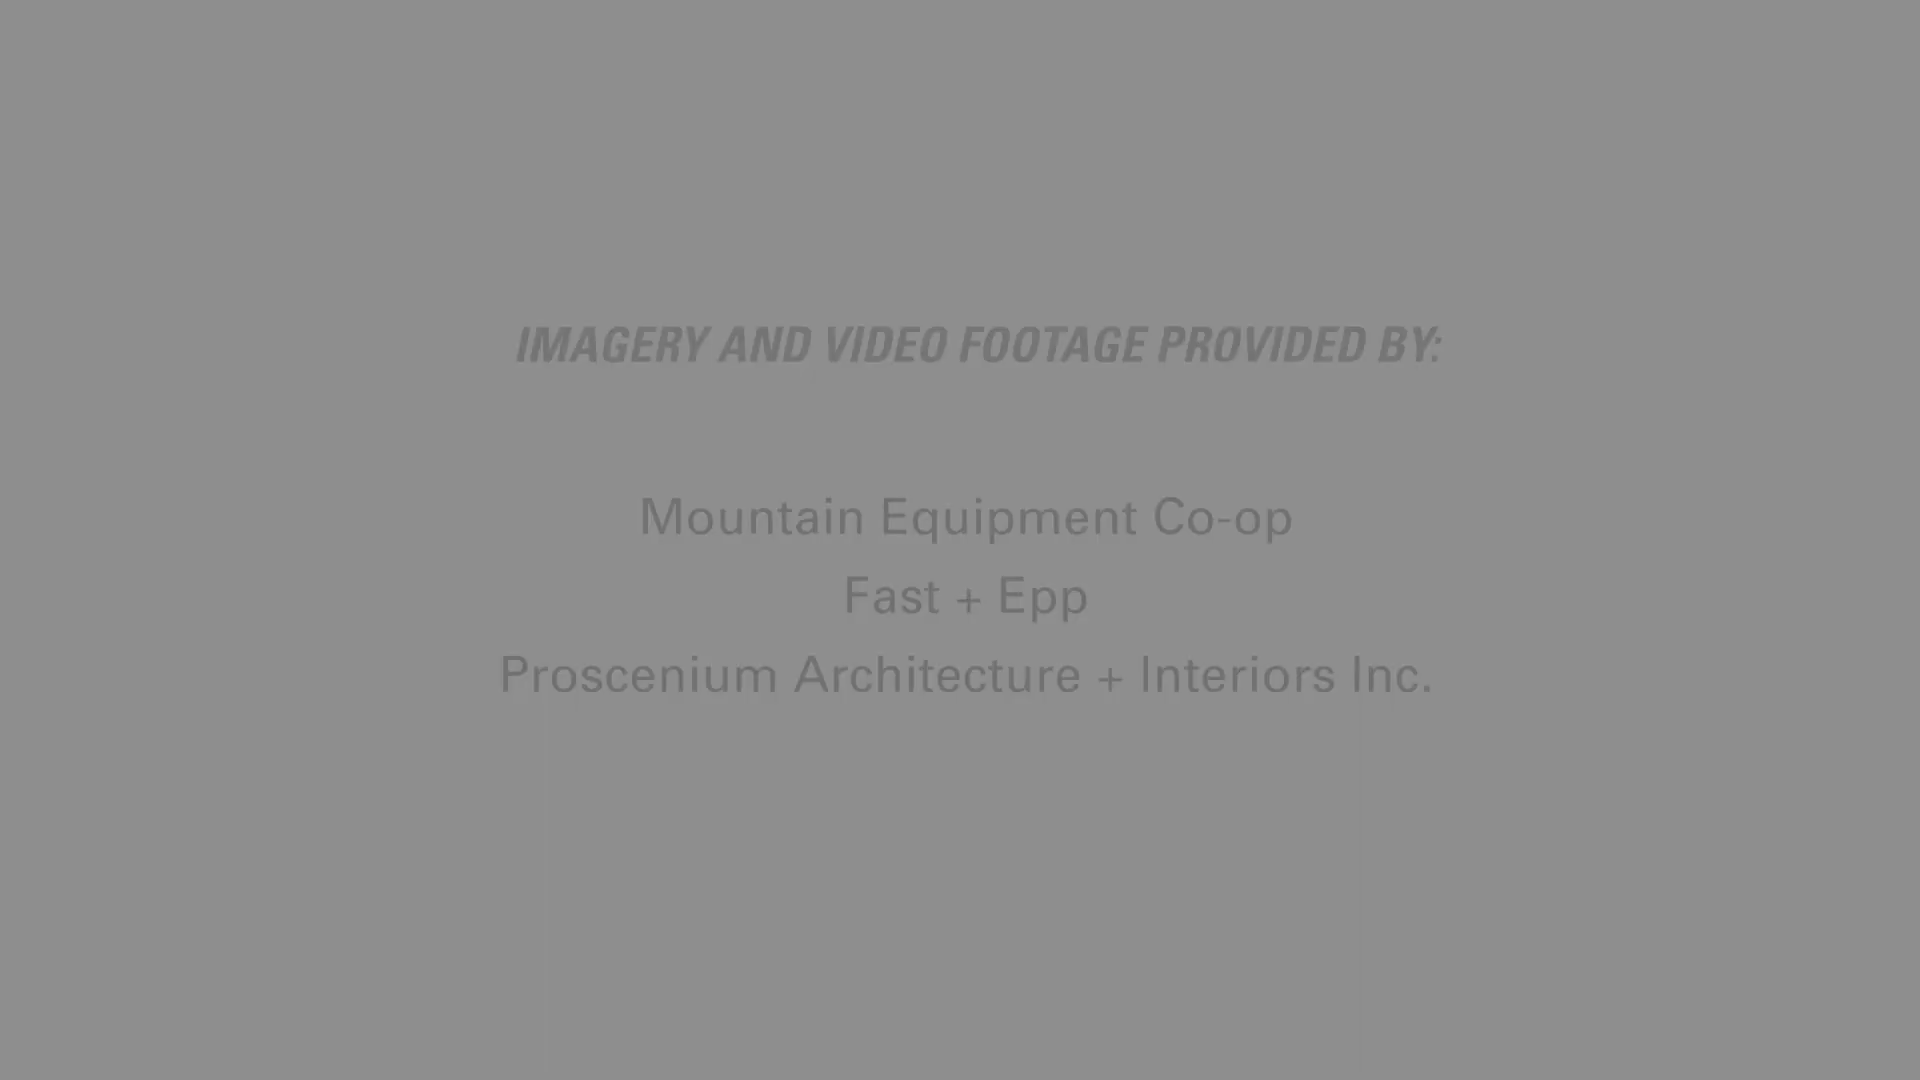 IMAGERY AND VIDEO FOOTAGE PROVIDED BY:
Mountain Equipment Co-op
Fast + Epp
Proscenium Architecture + Interiors Inc.